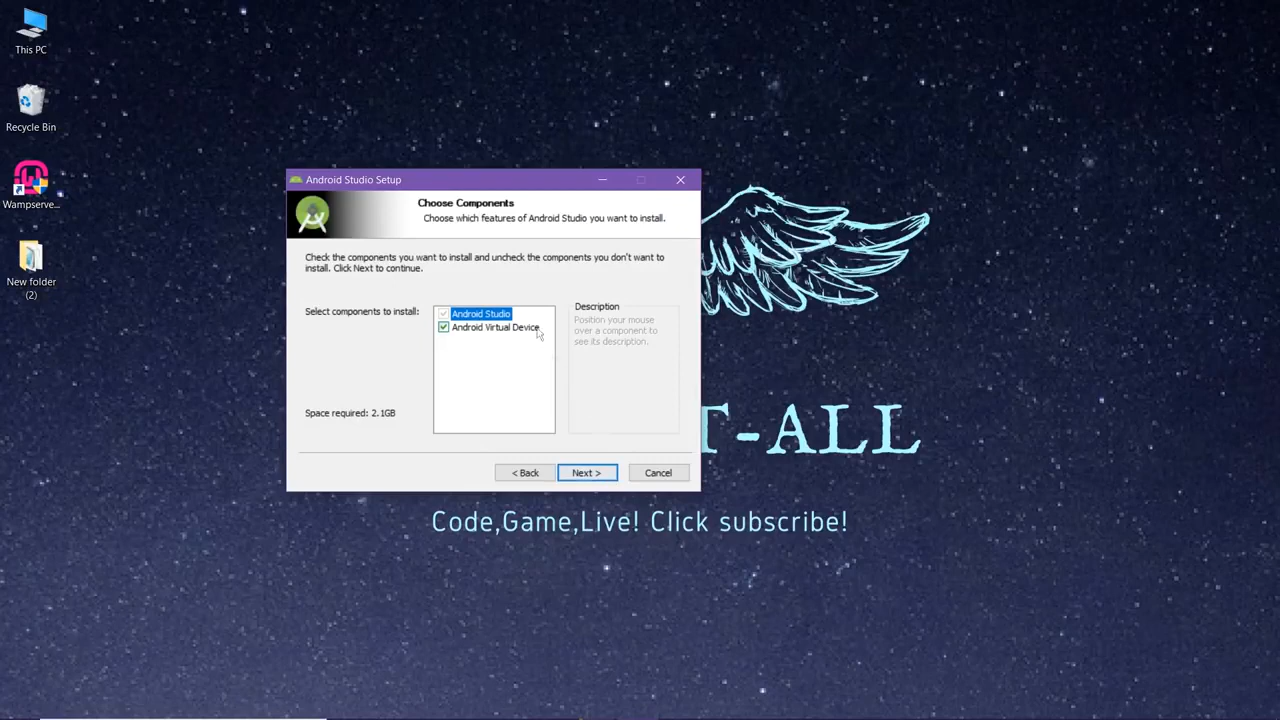 This PC
Recycle Bin
Wampserve...
New folder
(2)
Android Studio Setup
Choose Components
Choose which features of Android Studio you want to install.
Check the components you want to install and uncheck the components you don't want to
install. Click Next to continue.
Select components to install:
Android Studio
Android Virtual Device
Description
Position your mouse
over a component to
see its description.
Space required: 2.1GB
< Back
Next >
Cancel
T-ALL
Code,Game,Live! Click subscribe!